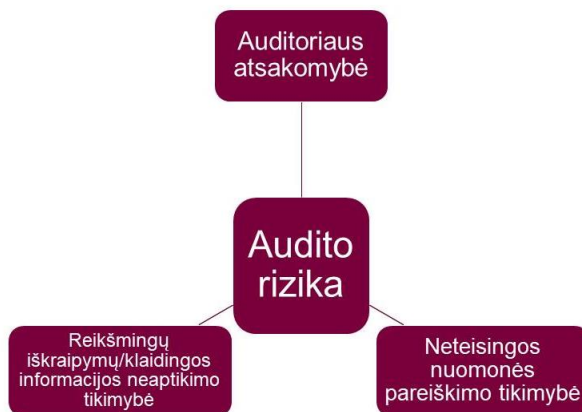 Auditoriaus
atsakomybė
Audito
rizika
Reikšmingų
iškraipymų/klaidingos
informacijos neaptikimo
tikimybė
Neteisingos
nuomonės
pareiškimo tikimybė